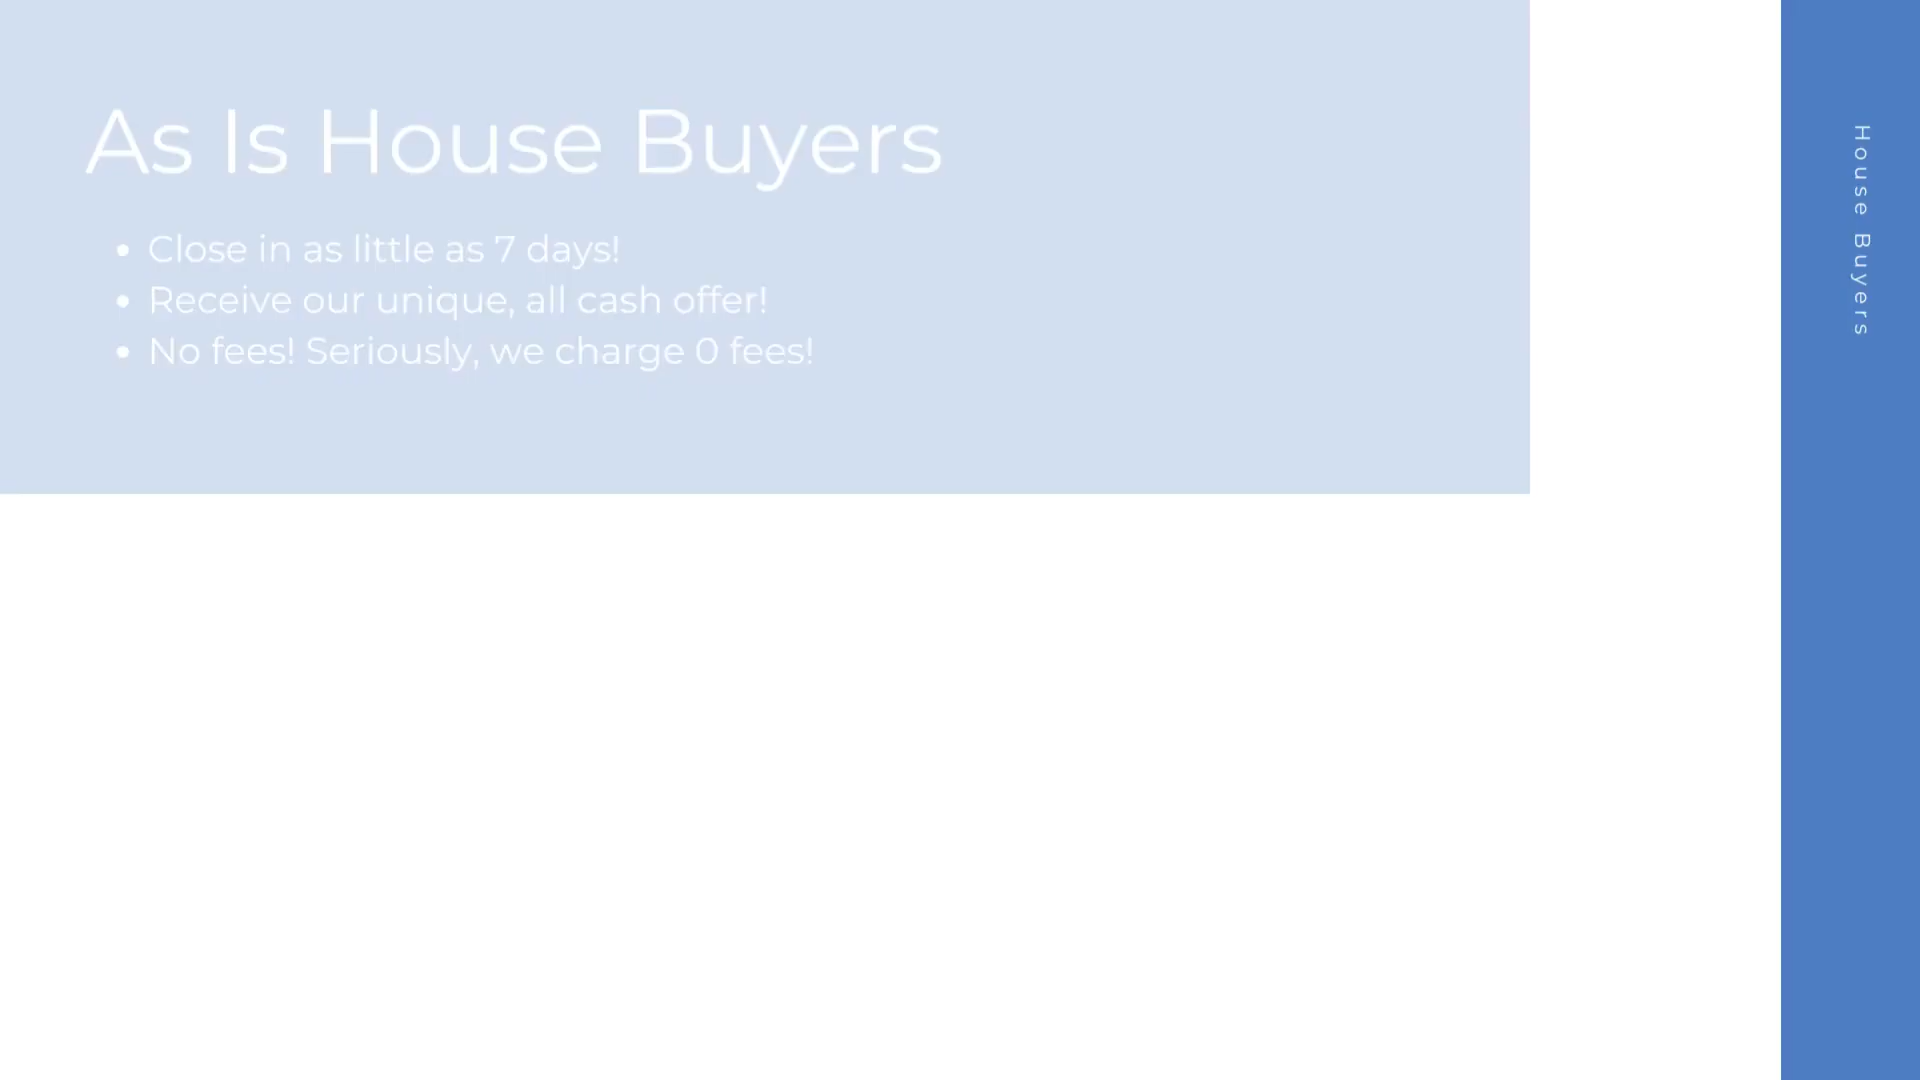 As Is House Buyers
• Close in as little as 7 days!
• Receive our unique, all cash offer!
• No fees! Seriously, we charge 0 fees!
House Buyers